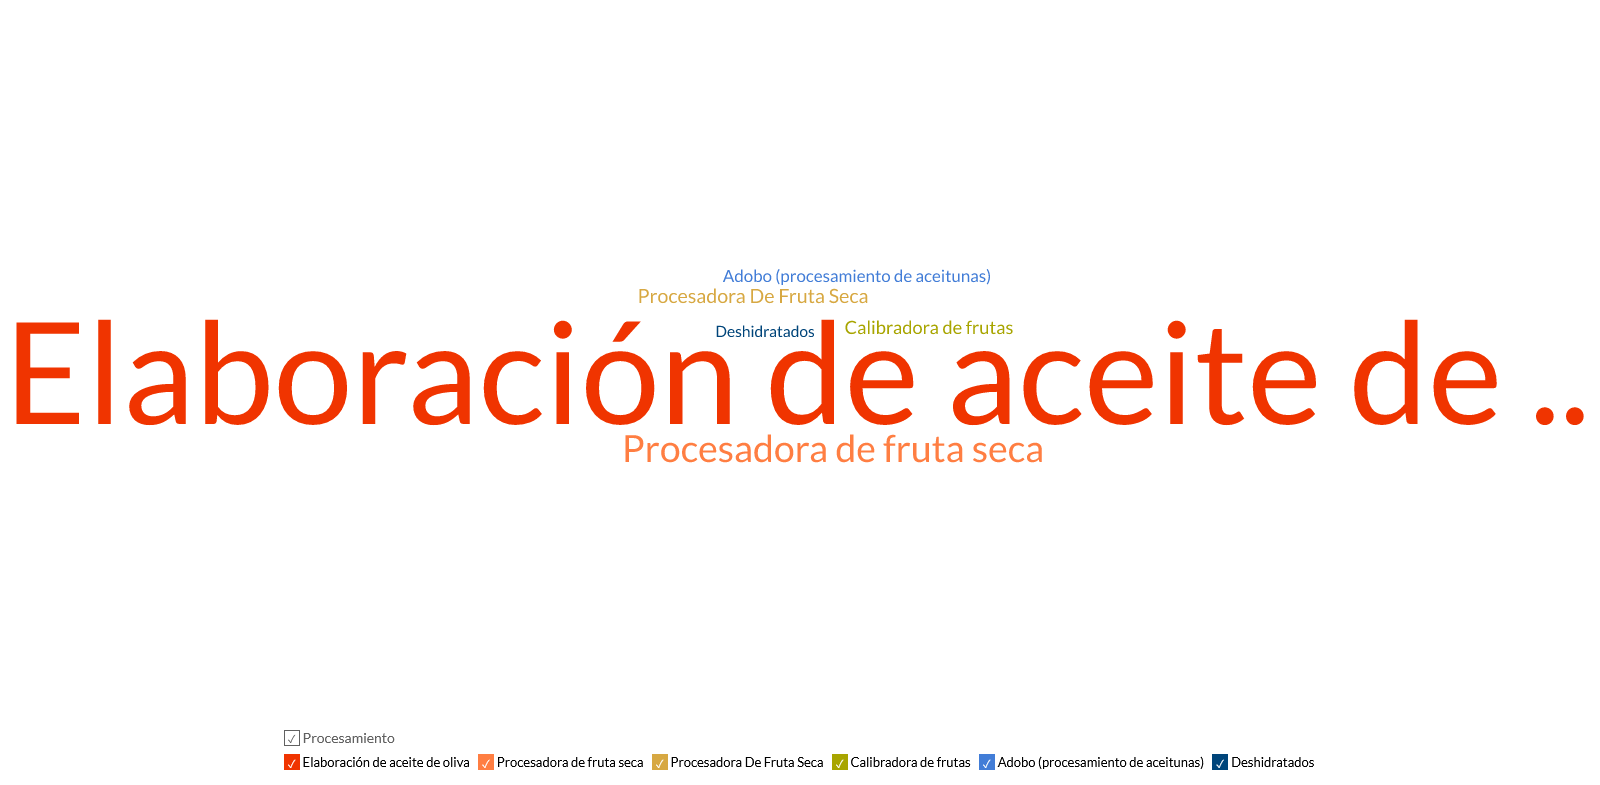 Adobo (procesamiento de aceitunas)
Procesadora De Fruta Seca
Deshidratados
Calibradora de frutas
Elaboración de aceite de ..
Procesadora de fruta seca
Procesamiento
Elaboración de aceite de oliva Procesadora de fruta seca Procesadora De Fruta Seca Calibradora de frutas Adobo (procesamiento de aceitunas) Deshidratados